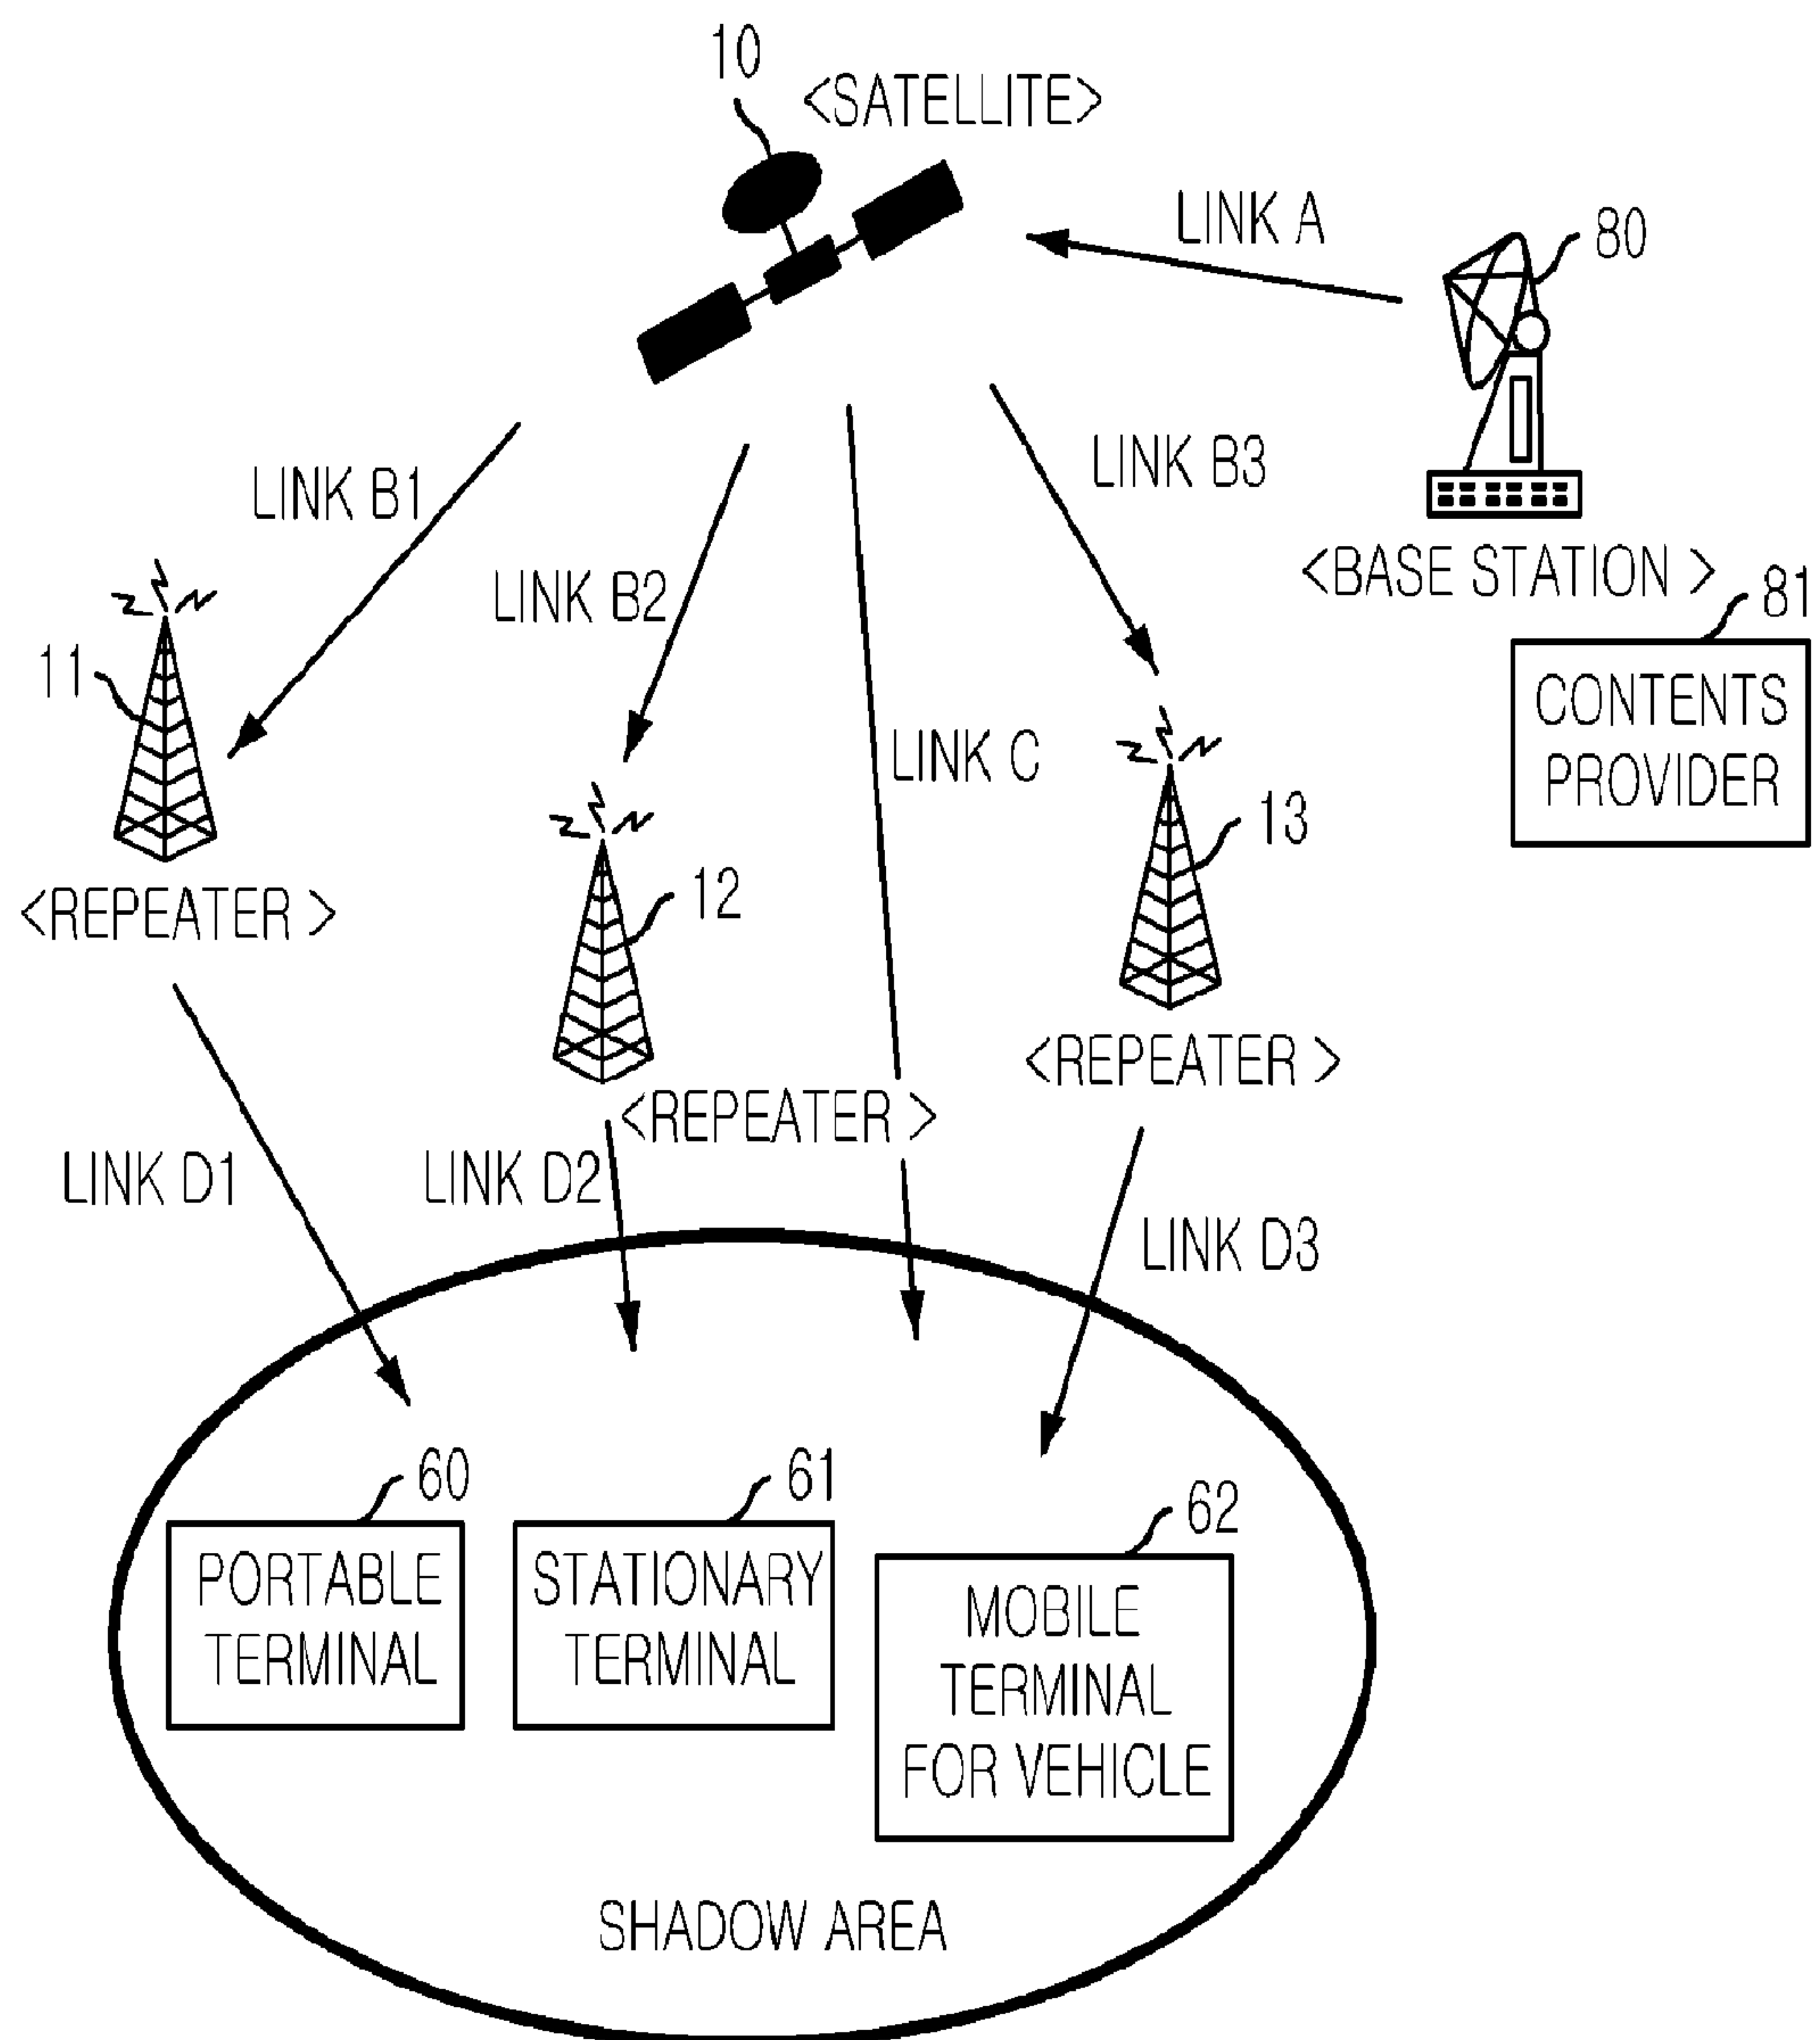 10
<SATELLITE>
LINK A
80
LINK B1
LINK B2
LINK B3
<BASE STATION >
81
CONTENTS
PROVIDER
11
LINK C
13
12
<REPEATER >
<REPEATER >
<REPEATER >
LINK D1
LINK D2
LINK D3
60
PORTABLE
TERMINAL
61
STATIONARY
TERMINAL
62
MOBILE
TERMINAL
FOR VEHICLE
SHADOW AREA